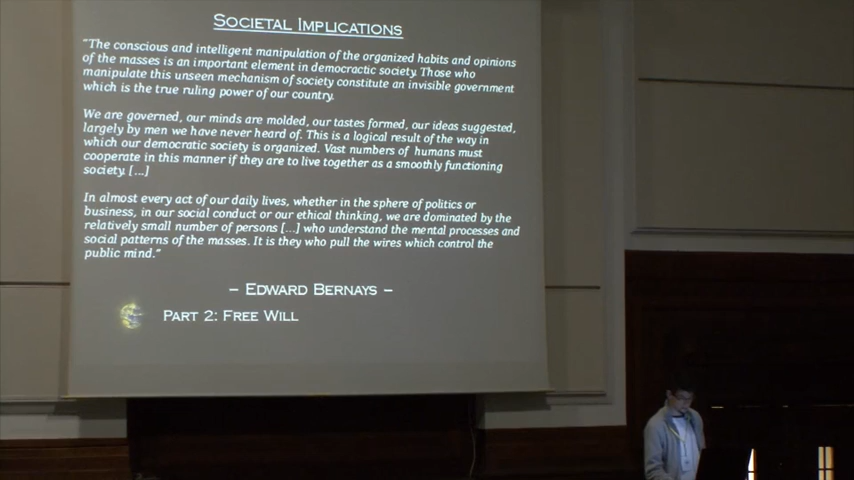 Societal Implications
"The conscious and intelligent manipulation of the organized habits and opinions
of the masses is an important element in democractic society. Those who
manipulate this unseen mechanism of society constitute an invisible government
which is the true ruling power of our country.
We are governed, our minds are molded, our tastes formed, our ideas suggested,
largely by men we have never heard of. This is a logical result of the way in
which our democratic society is organized. Vast numbers of humans must
cooperate in this manner if they are to live together as a smoothly functioning
society. [...]
In almost every act of our daily lives, whether in the sphere of politics or
business, in our social conduct or our ethical thinking, we are dominated by the
relatively small number of persons [...] who understand the mental processes and
social patterns of the masses. It is they who pull the wires which control the
public mind."
– Edward Bernays –
Part 2: Free Will